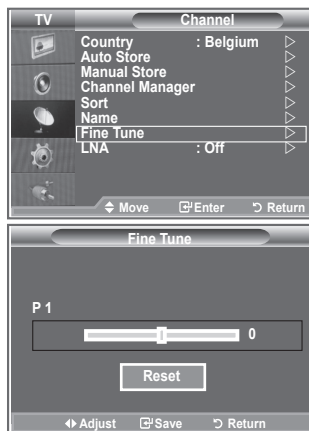 TV
Channel
Country : Belgium
Auto Store
Manual Store
Channel Manager
Sort
Name
Fine Tune
LNA : Off
Move Enter Return
Fine Tune
P 1
0
Reset
Adjust Save Return